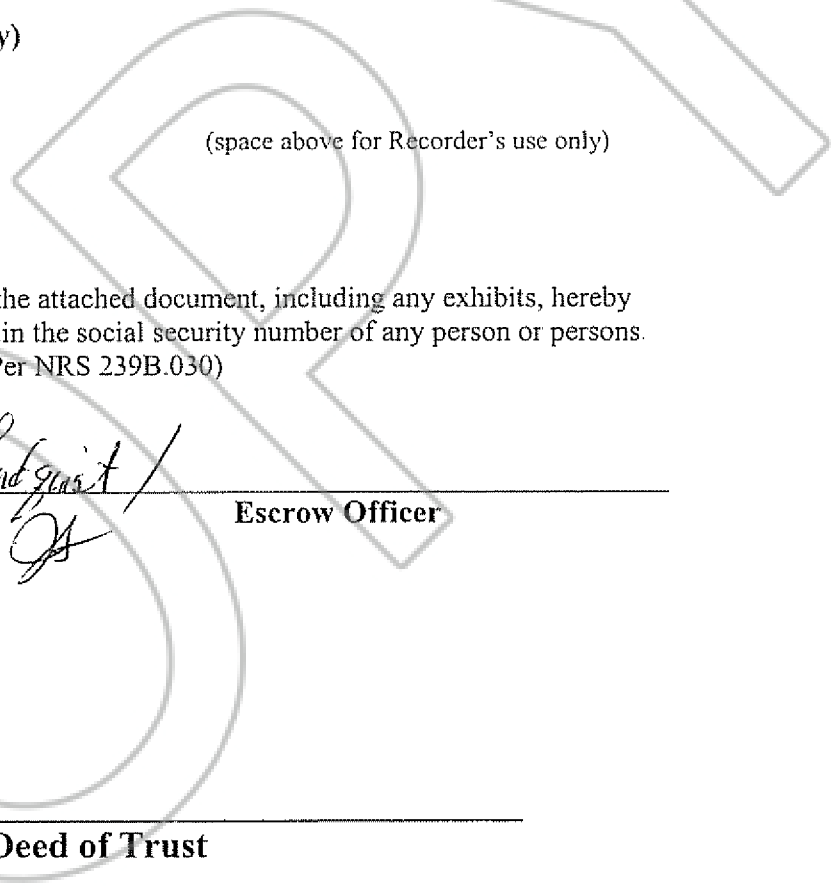 y)
(space above for Recorder's use only)
the attached document, including any exhibits, hereby
in the social security number of any person or persons.
Per NRS 239B.030)
Escrow Officer
Deed of Trust